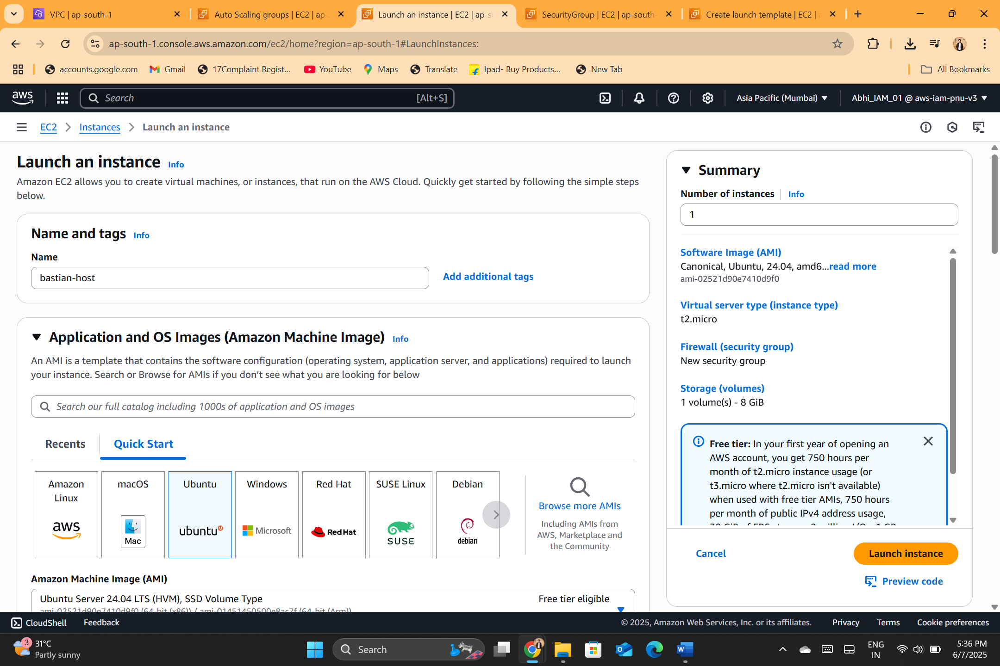 VPC | ap-south-1
Auto Scaling groups | EC2 | ap-
Launch an instance | EC2 | ap-so
SecurityGroup | EC2 | ap-south-
Create launch template | EC2 |
ap-south-1.console.aws.amazon.com/ec2/home?region=ap-south-1#LaunchInstances:
accounts.google.com
Gmail
17Complaint Regist...
YouTube
Maps
Translate
Ipad- Buy Products...
New Tab
All Bookmarks
aws
Search
[Alt+S]
Asia Pacific (Mumbai)
Abhi_IAM_01 @ aws-iam-pnu-v3
EC2
Instances
Launch an instance
Launch an instance Info
Amazon EC2 allows you to create virtual machines, or instances, that run on the AWS Cloud. Quickly get started by following the simple steps
below.
Name and tags Info
Name
bastian-host
Add additional tags
Application and OS Images (Amazon Machine Image) Info
An AMI is a template that contains the software configuration (operating system, application server, and applications) required to launch
your instance. Search or Browse for AMIs if you don’t see what you are looking for below
Search our full catalog including 1000s of application and OS images
Recents
Quick Start
Amazon
Linux
aws
macOS
Mac
Ubuntu
ubuntu
Windows
Microsoft
Red Hat
Red Hat
SUSE Linux
SUSE
Debian
debian
Browse more AMIs
Including AMIs from
AWS, Marketplace and
the Community
Amazon Machine Image (AMI)
Ubuntu Server 24.04 LTS (HVM), SSD Volume Type
Free tier eligible
ami-02521d90e7410d9f0 (64-bit (x86)) / ami-01451450500e8ac7f (64-bit (Arm))
Summary
Number of instances
Info
1
Software Image (AMI)
Canonical, Ubuntu, 24.04, amd6...read more
ami-02521d90e7410d9f0
Virtual server type (instance type)
t2.micro
Firewall (security group)
New security group
Storage (volumes)
1 volume(s) - 8 GiB
Free tier: In your first year of opening an
AWS account, you get 750 hours per
month of t2.micro instance usage (or
t3.micro where t2.micro isn't available)
when used with free tier AMIs, 750 hours
per month of public IPv4 address usage,
Cancel
Launch instance
Preview code
CloudShell
Feedback
© 2025, Amazon Web Services, Inc. or its affiliates.
Privacy
Terms
Cookie preferences
3
31°C
Partly sunny
Search
ENG
IN
5:36 PM
6/7/2025